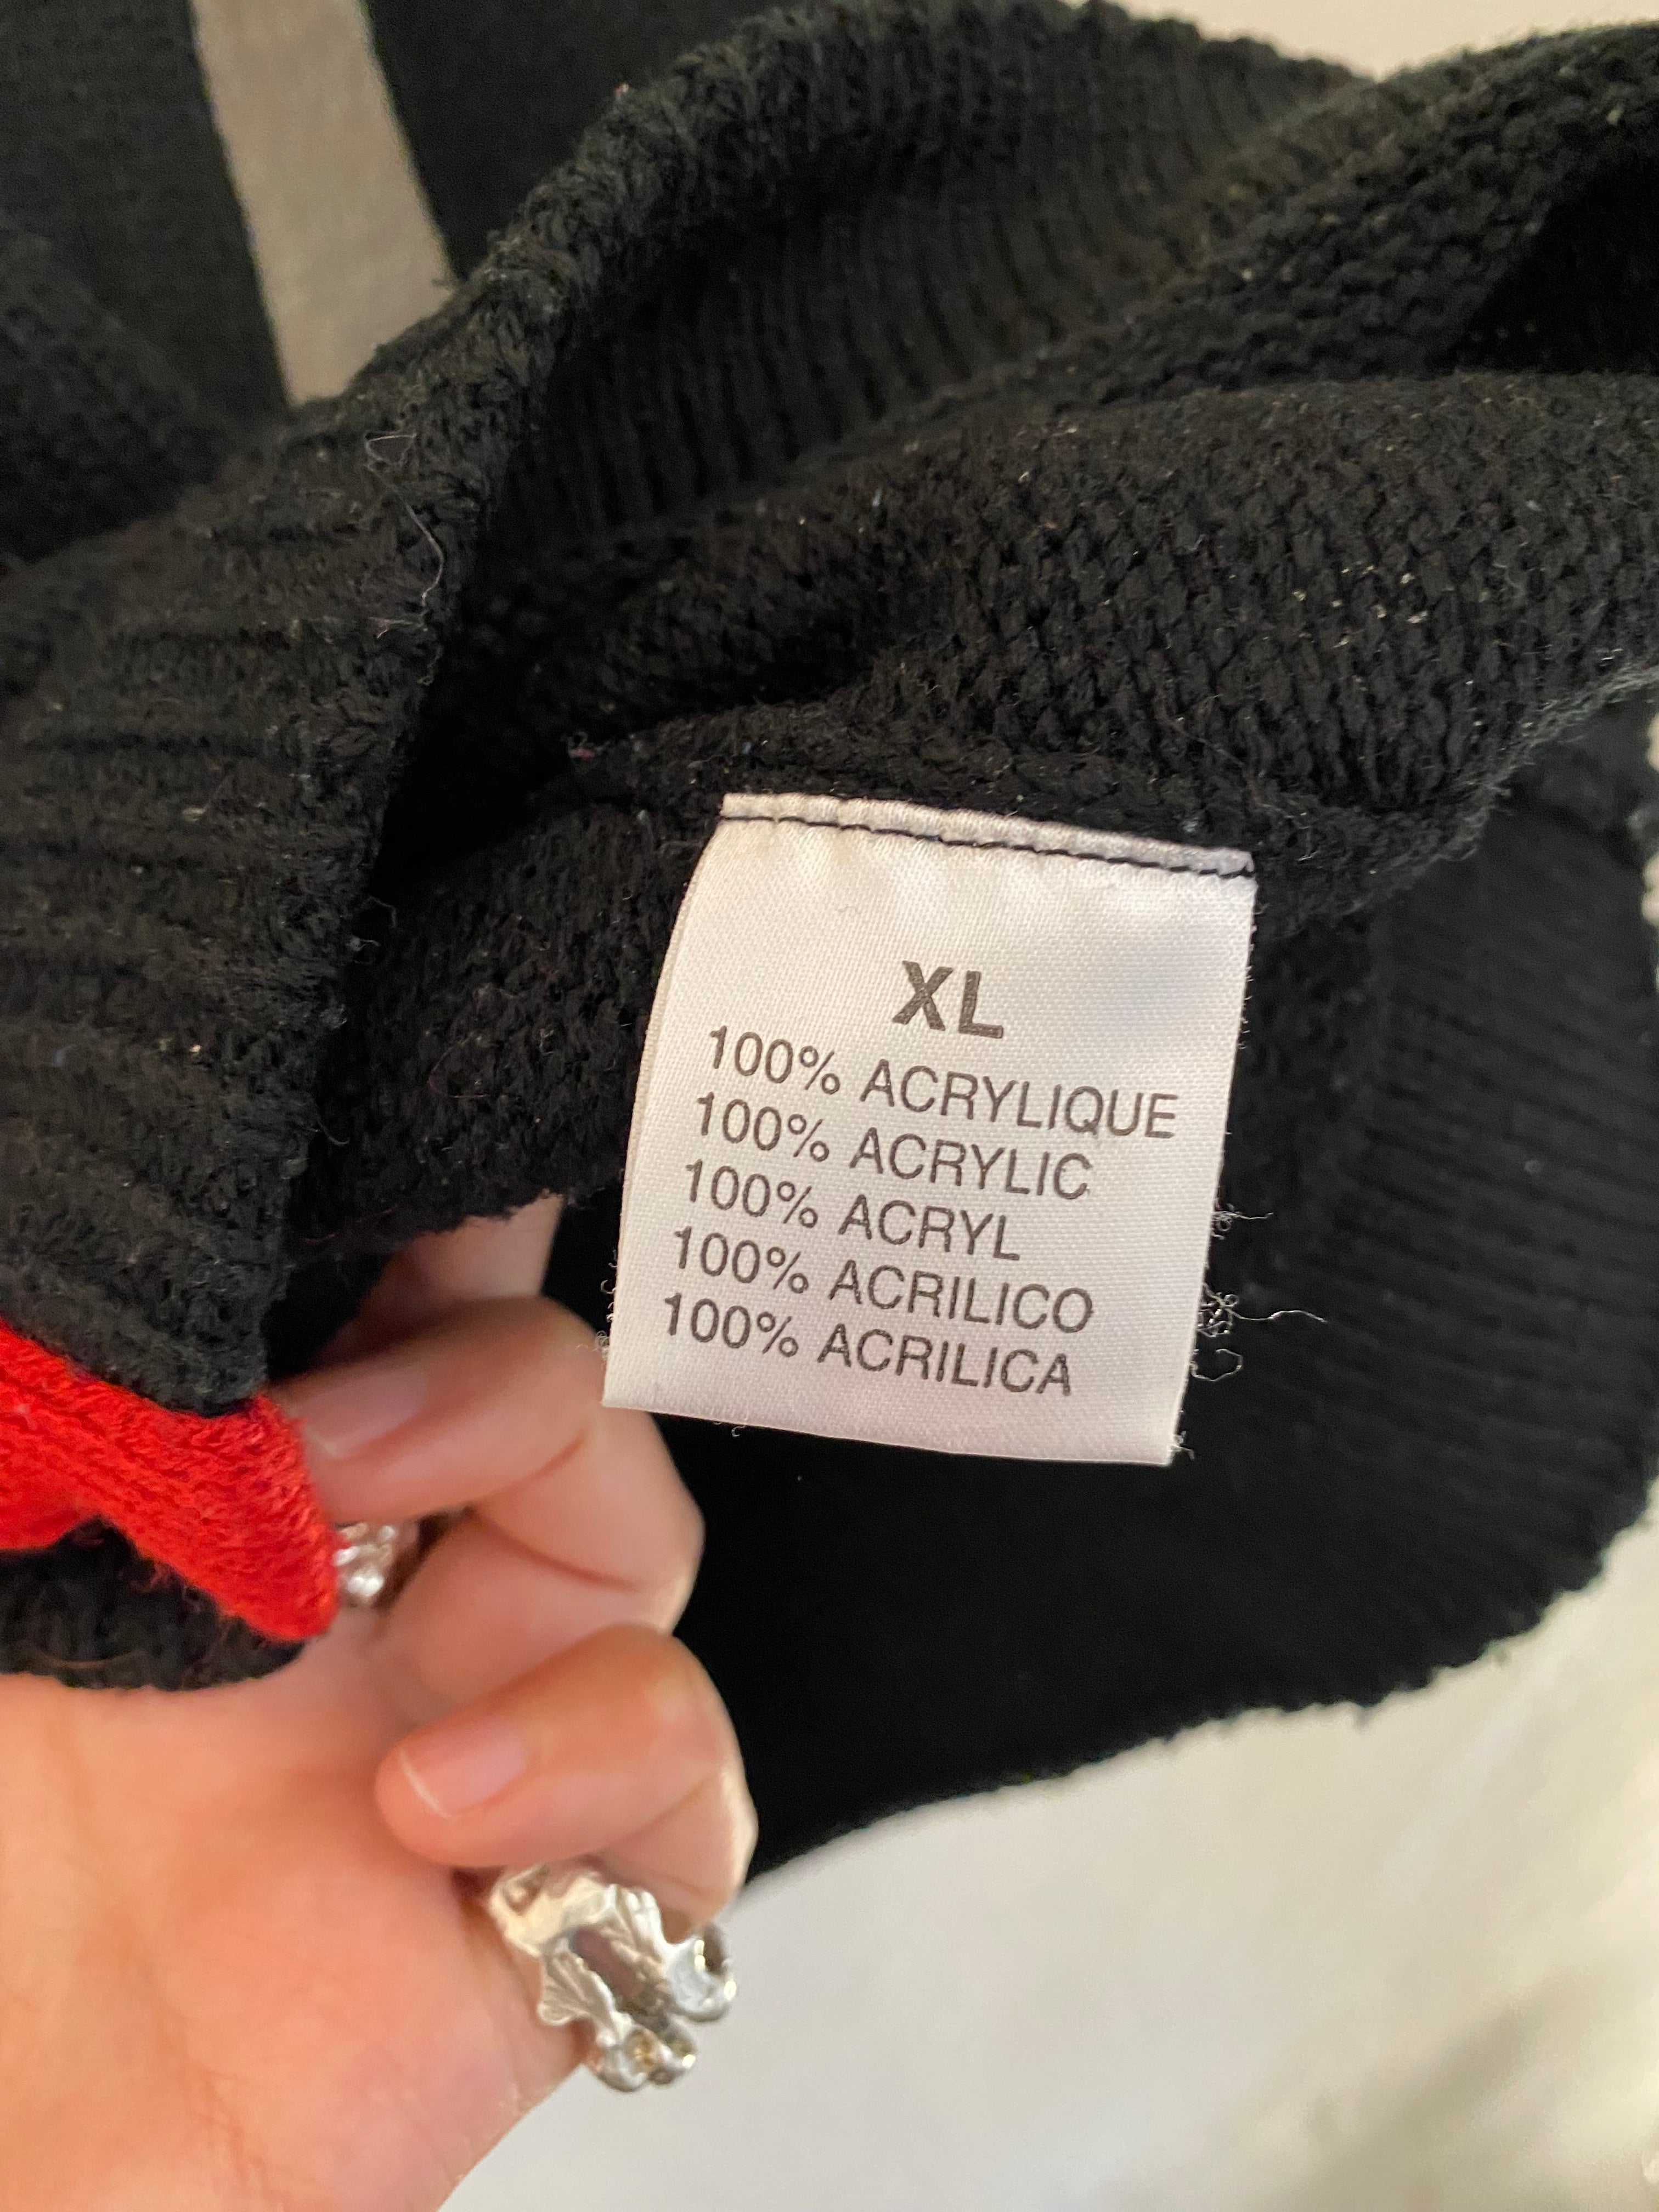 XL
100% ACRYLIQUE
100% ACRYLIC
100% ACRYL
100% ACRILICO
100% ACRILICA